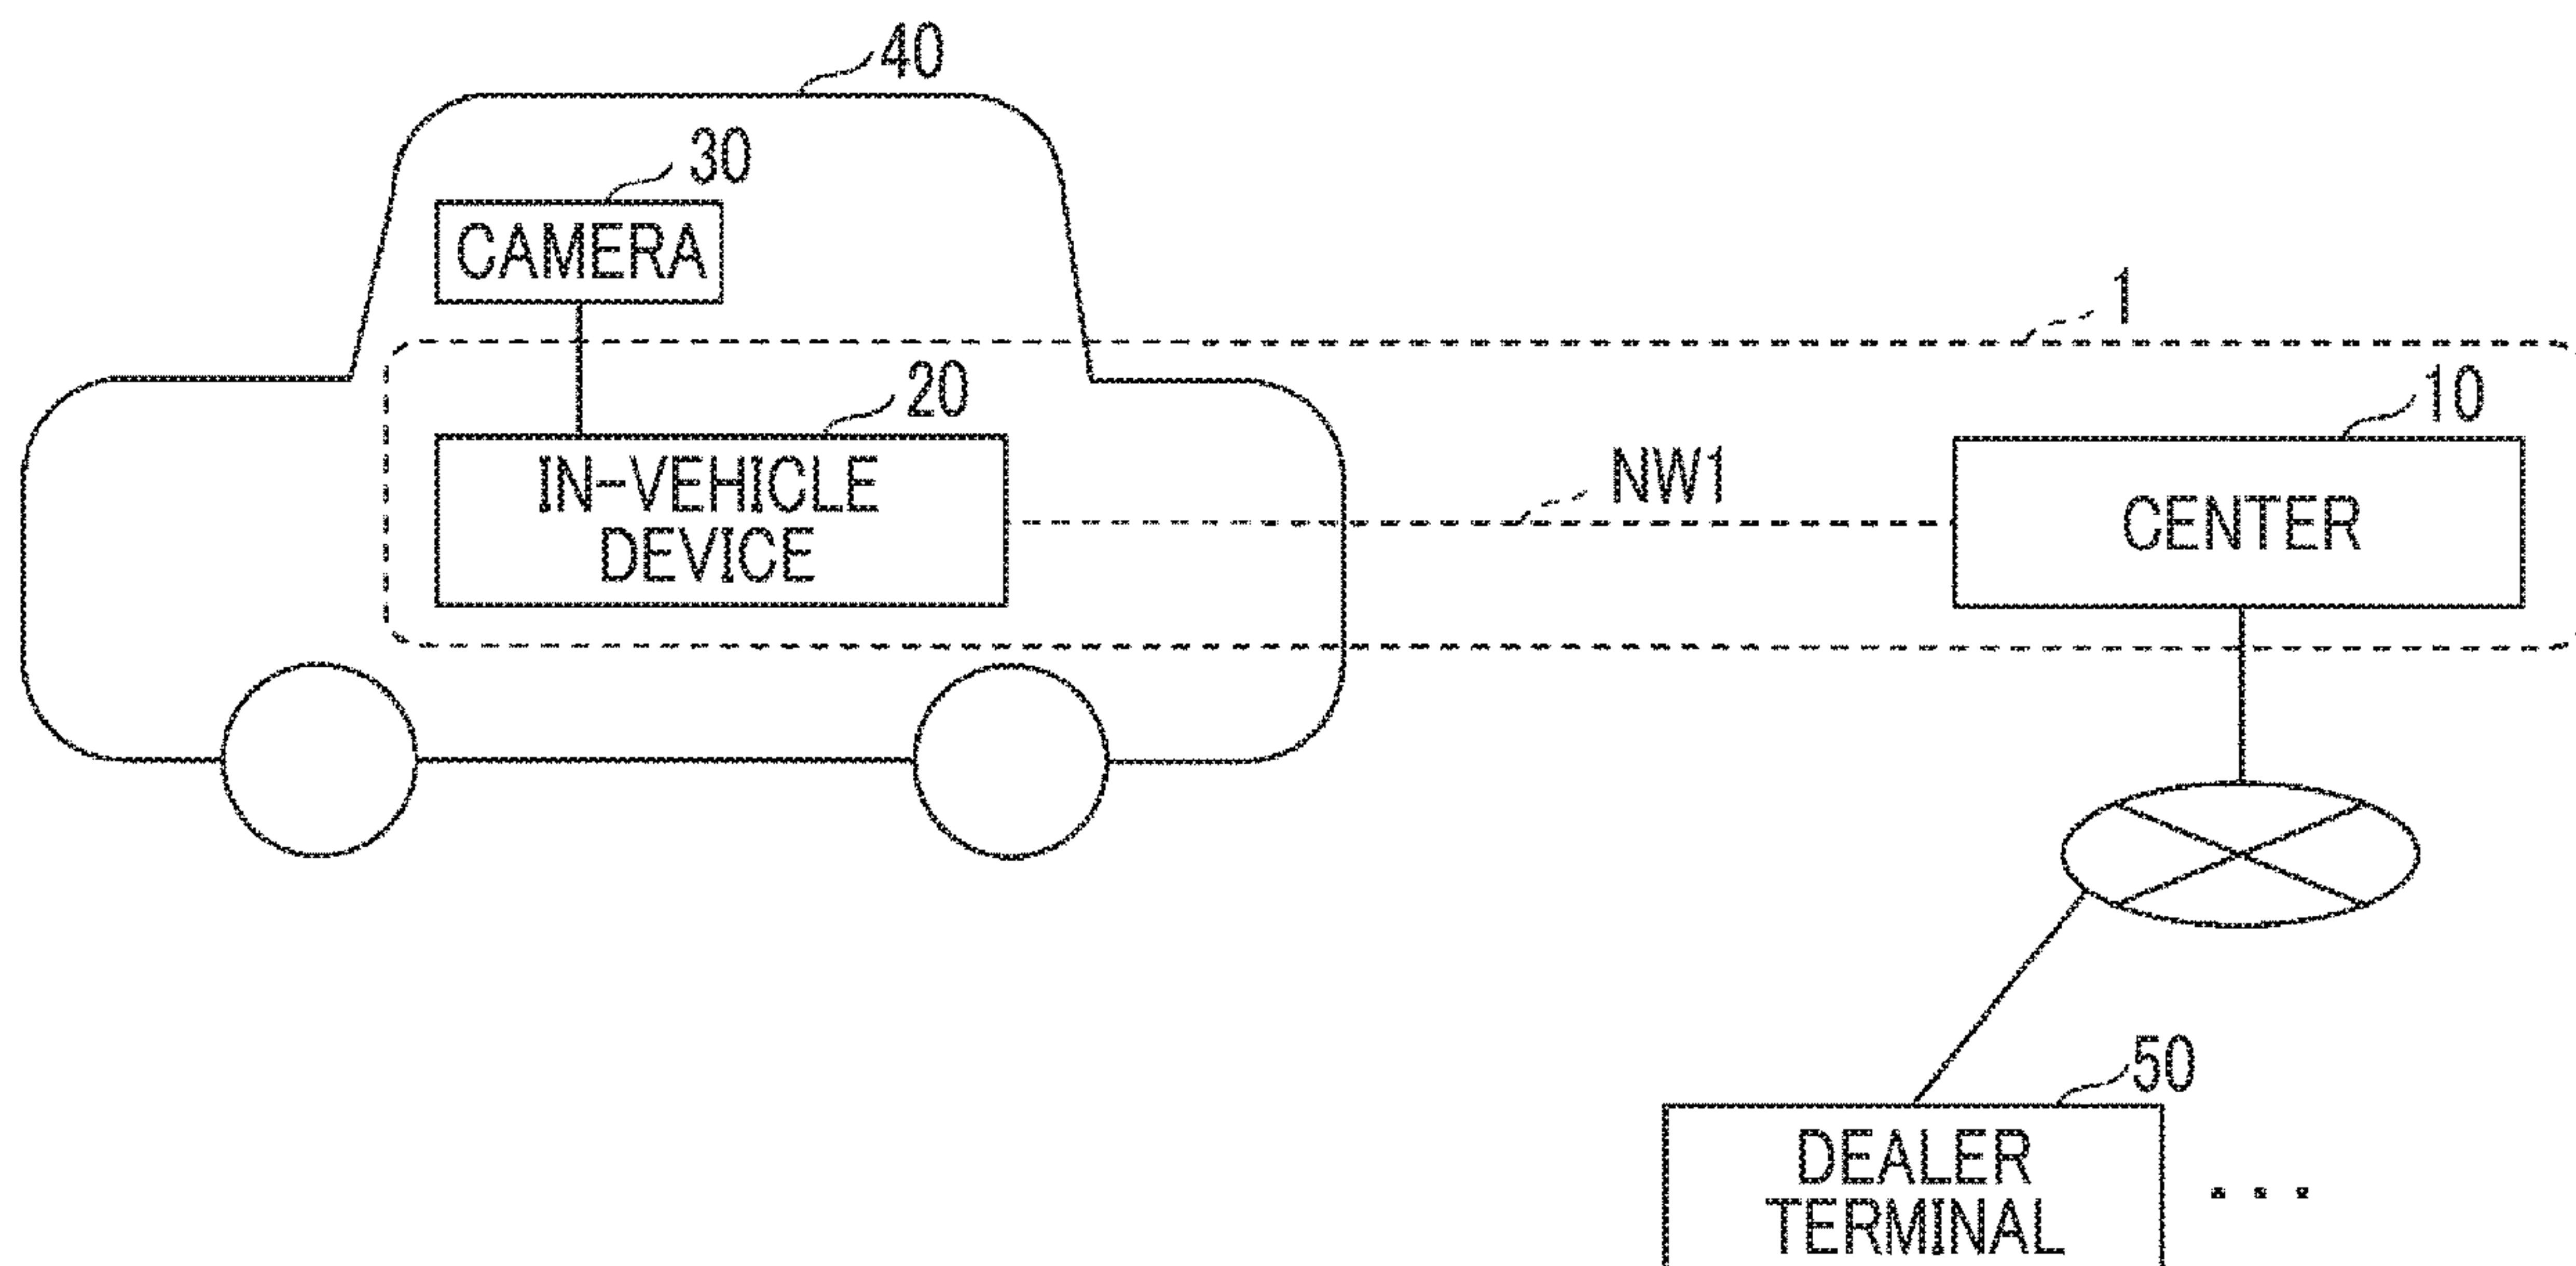 40
30
CAMERA
1
20
10
IN-VEHICLE
DEVICE
NW1
CENTER
50
DEALER
TERMINAL
...